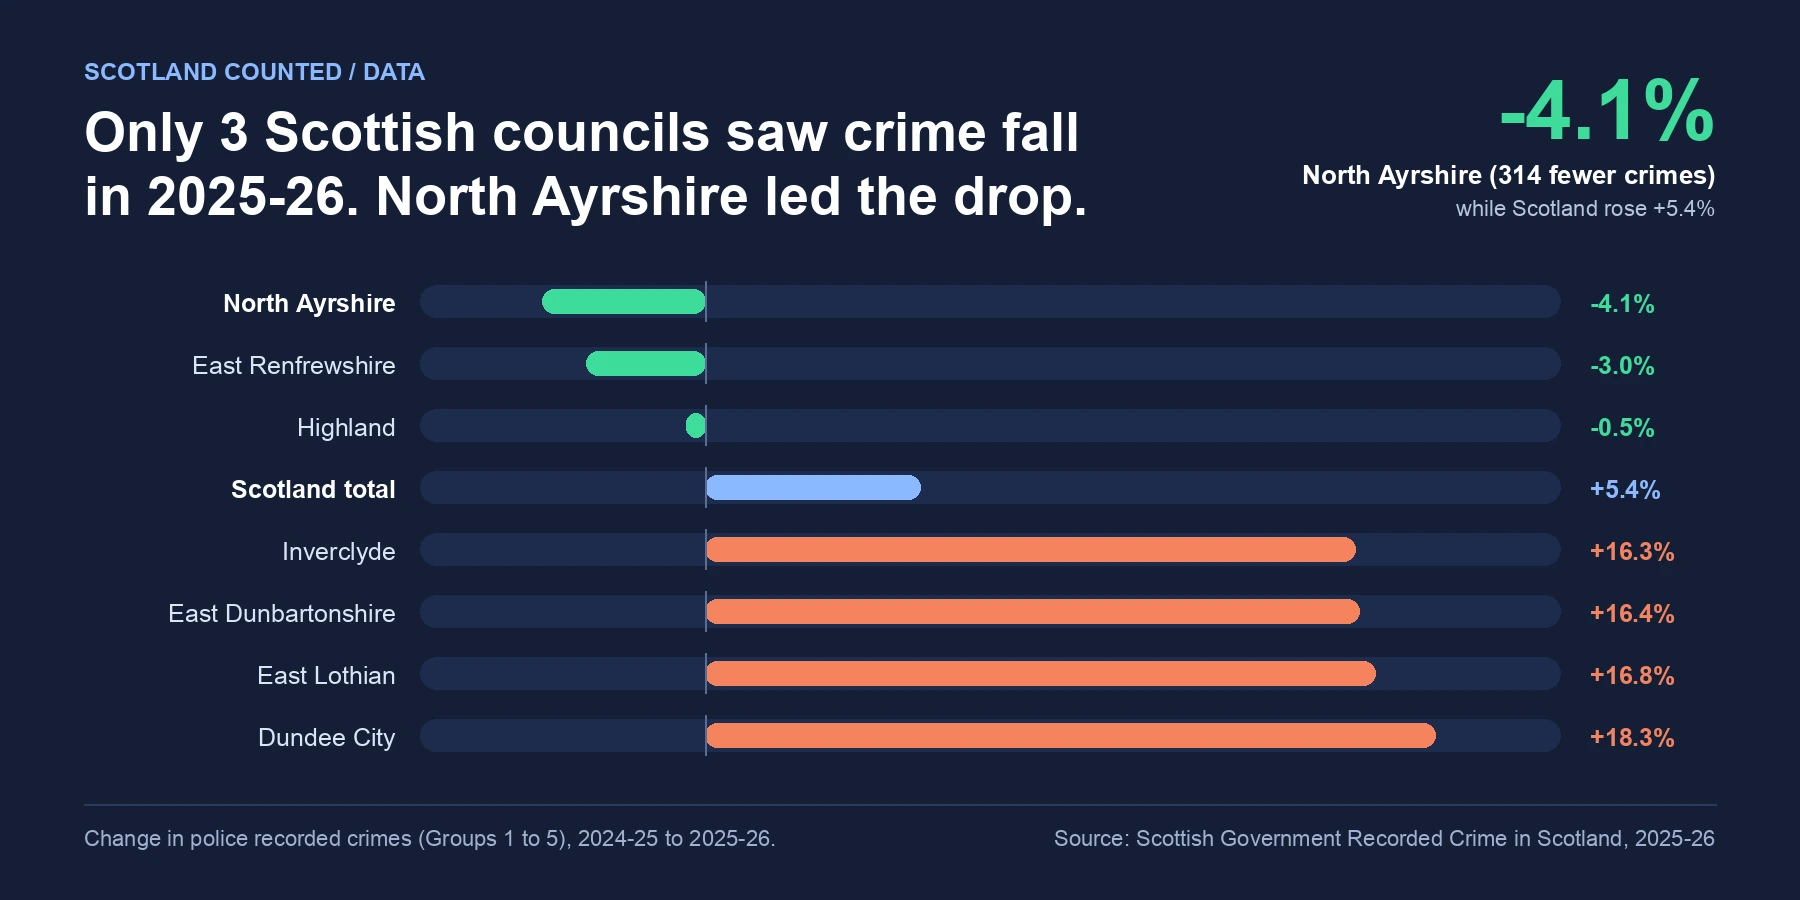 SCOTLAND COUNTED / DATA
Only 3 Scottish councils saw crime fall
in 2025-26. North Ayrshire led the drop.
-4.1%
North Ayrshire (314 fewer crimes)
while Scotland rose +5.4%
North Ayrshire -4.1%
East Renfrewshire -3.0%
Highland -0.5%
Scotland total +5.4%
Inverclyde +16.3%
East Dunbartonshire +16.4%
East Lothian +16.8%
Dundee City +18.3%
Change in police recorded crimes (Groups 1 to 5), 2024-25 to 2025-26.
Source: Scottish Government Recorded Crime in Scotland, 2025-26